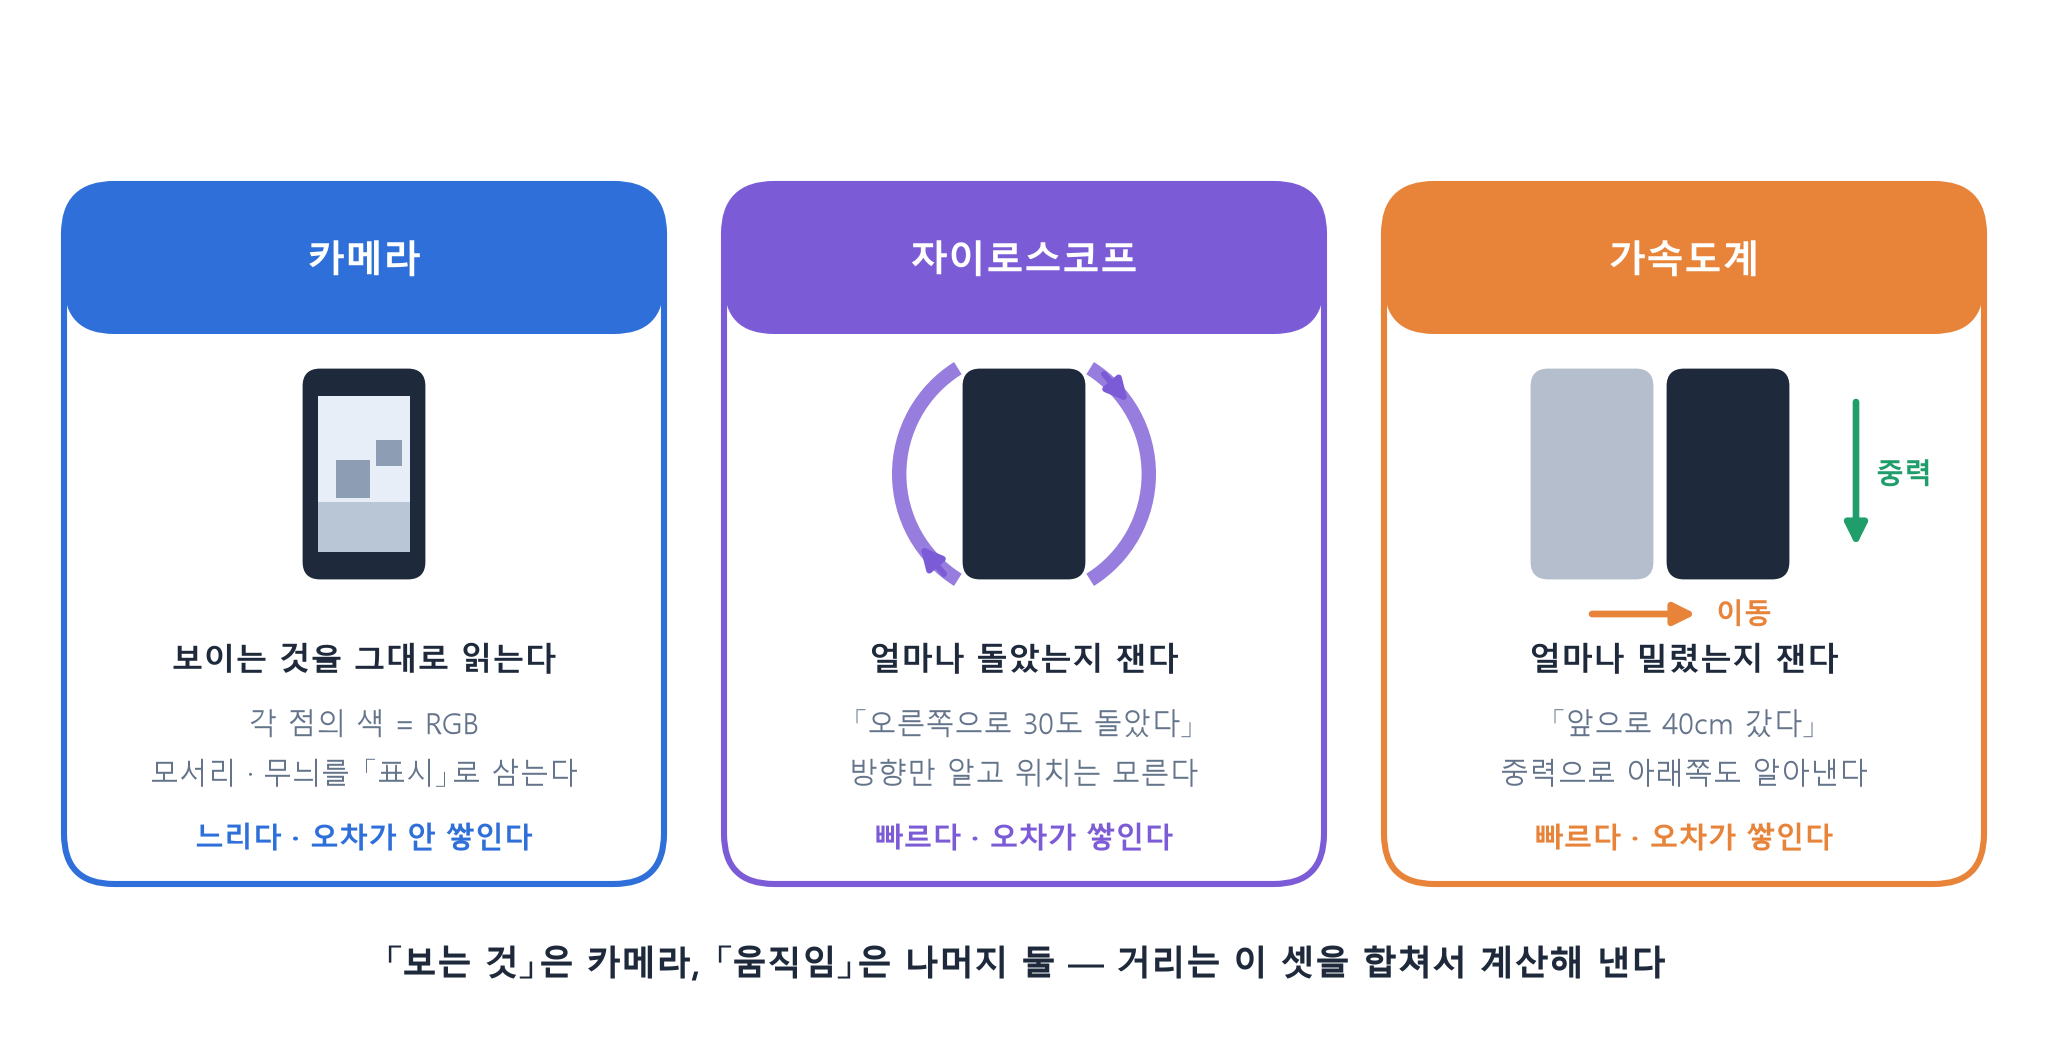 카메라
보이는 것을 그대로 읽는다
각 점의 색 = RGB
모서리 · 무늬를 「표시」로 삼는다
느리다 · 오차가 안 쌓인다
자이로스코프
얼마나 돌았는지 잰다
「오른쪽으로 30도 돌았다」
방향만 알고 위치는 모른다
빠르다 · 오차가 쌓인다
가속도계
중력
이동
얼마나 밀렸는지 잰다
「앞으로 40cm 갔다」
중력으로 아래쪽도 알아낸다
빠르다 · 오차가 쌓인다
「보는 것」은 카메라, 「움직임」은 나머지 둘 — 거리는 이 셋을 합쳐서 계산해 낸다